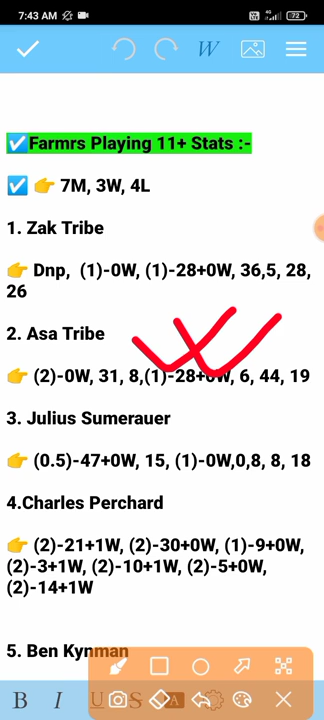 7:43 AM
72
W
☑👉Farmrs Playing 11+ Stats :-
☑ 👉 7M, 3W, 4L
1. Zak Tribe
👉 Dnp, (1)-0W, (1)-28+0W, 36,5, 28,
26
2. Asa Tribe
👉 (2)-0W, 31, 8,(1)-28+0W, 6, 44, 19
3. Julius Sumerauer
👉 (0.5)-47+0W, 15, (1)-0W,0,8, 8, 18
4.Charles Perchard
👉 (2)-21+1W, (2)-30+0W, (1)-9+0W,
(2)-3+1W, (2)-10+1W, (2)-5+0W,
(2)-14+1W
5. Ben Kynman
B I U S A